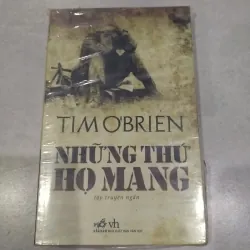 TIM O'BRIEN
NHỮNG THỨ
HỌ MANG
tập truyện ngắn